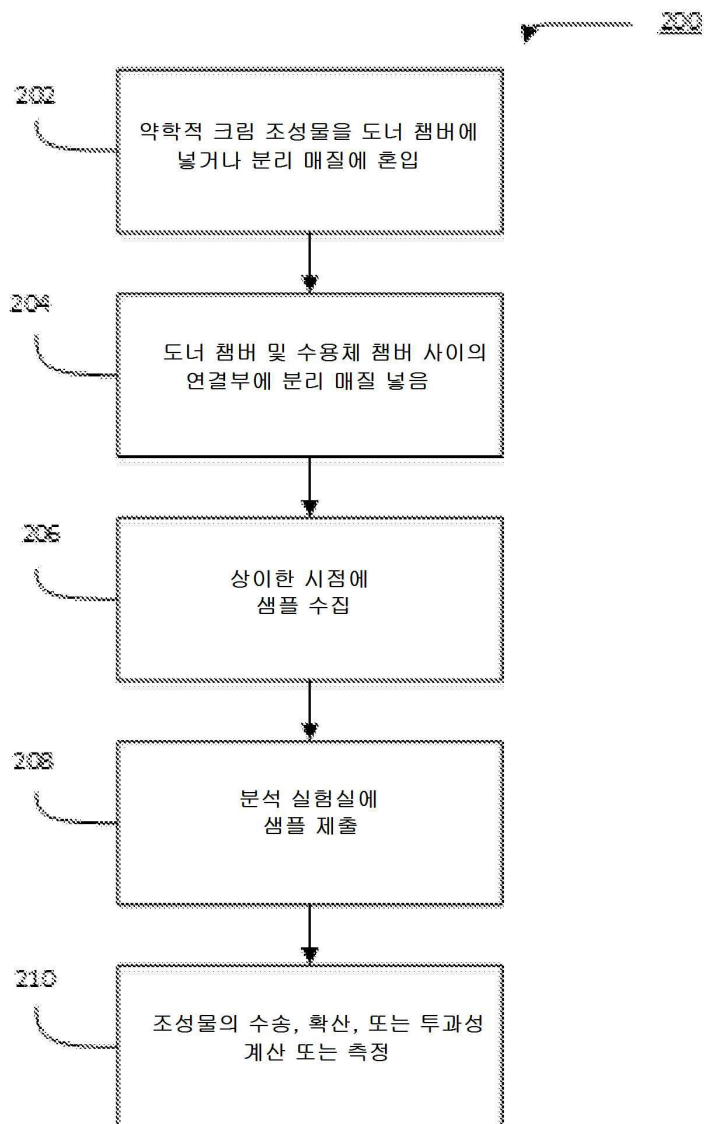 200
202
약학적 크림 조성물을 도너 챔버에
넣거나 분리 매질에 혼입
204
도너 챔버 및 수용체 챔버 사이의
연결부에 분리 매질 넣음
206
상이한 시점에
샘플 수집
208
분석 실험실에
샘플 제출
210
조성물의 수송, 확산, 또는 투과성
계산 또는 측정